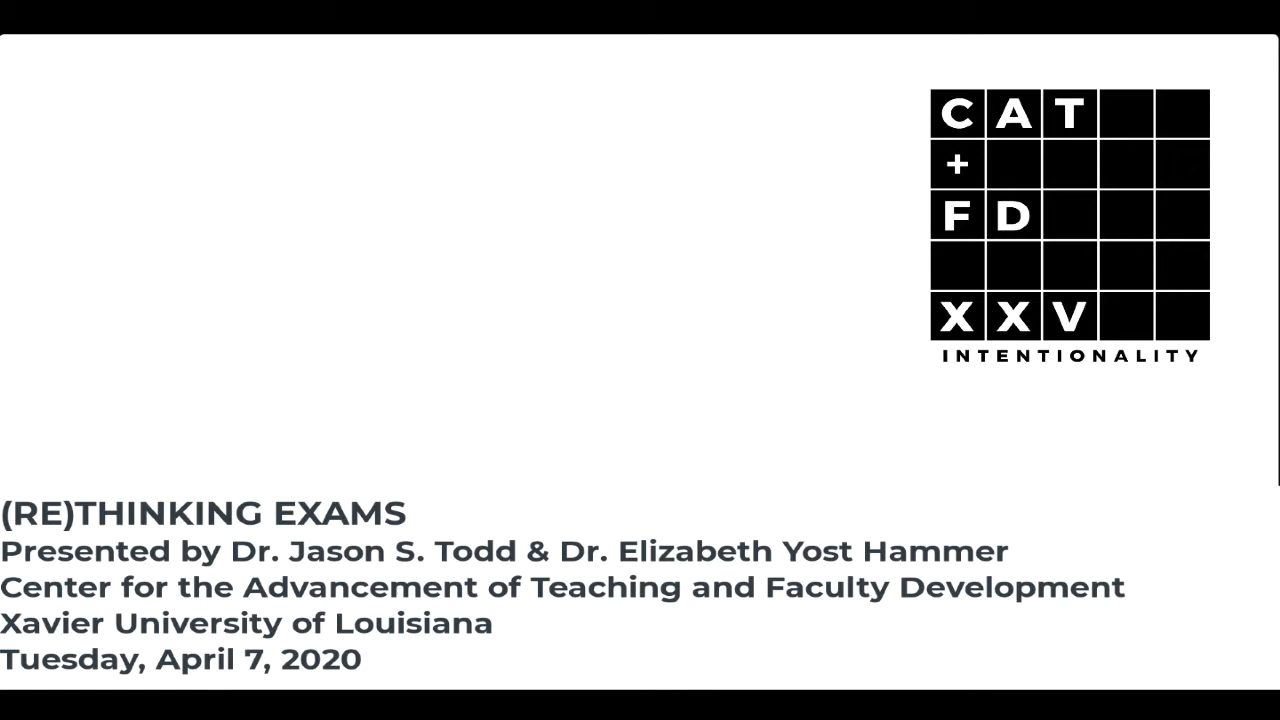 CAT
+
FD
XXV
INTENTIONALITY
(RE)THINKING EXAMS
Presented by Dr. Jason S. Todd & Dr. Elizabeth Yost Hammer
Center for the Advancement of Teaching and Faculty Development
Xavier University of Louisiana
Tuesday, April 7, 2020